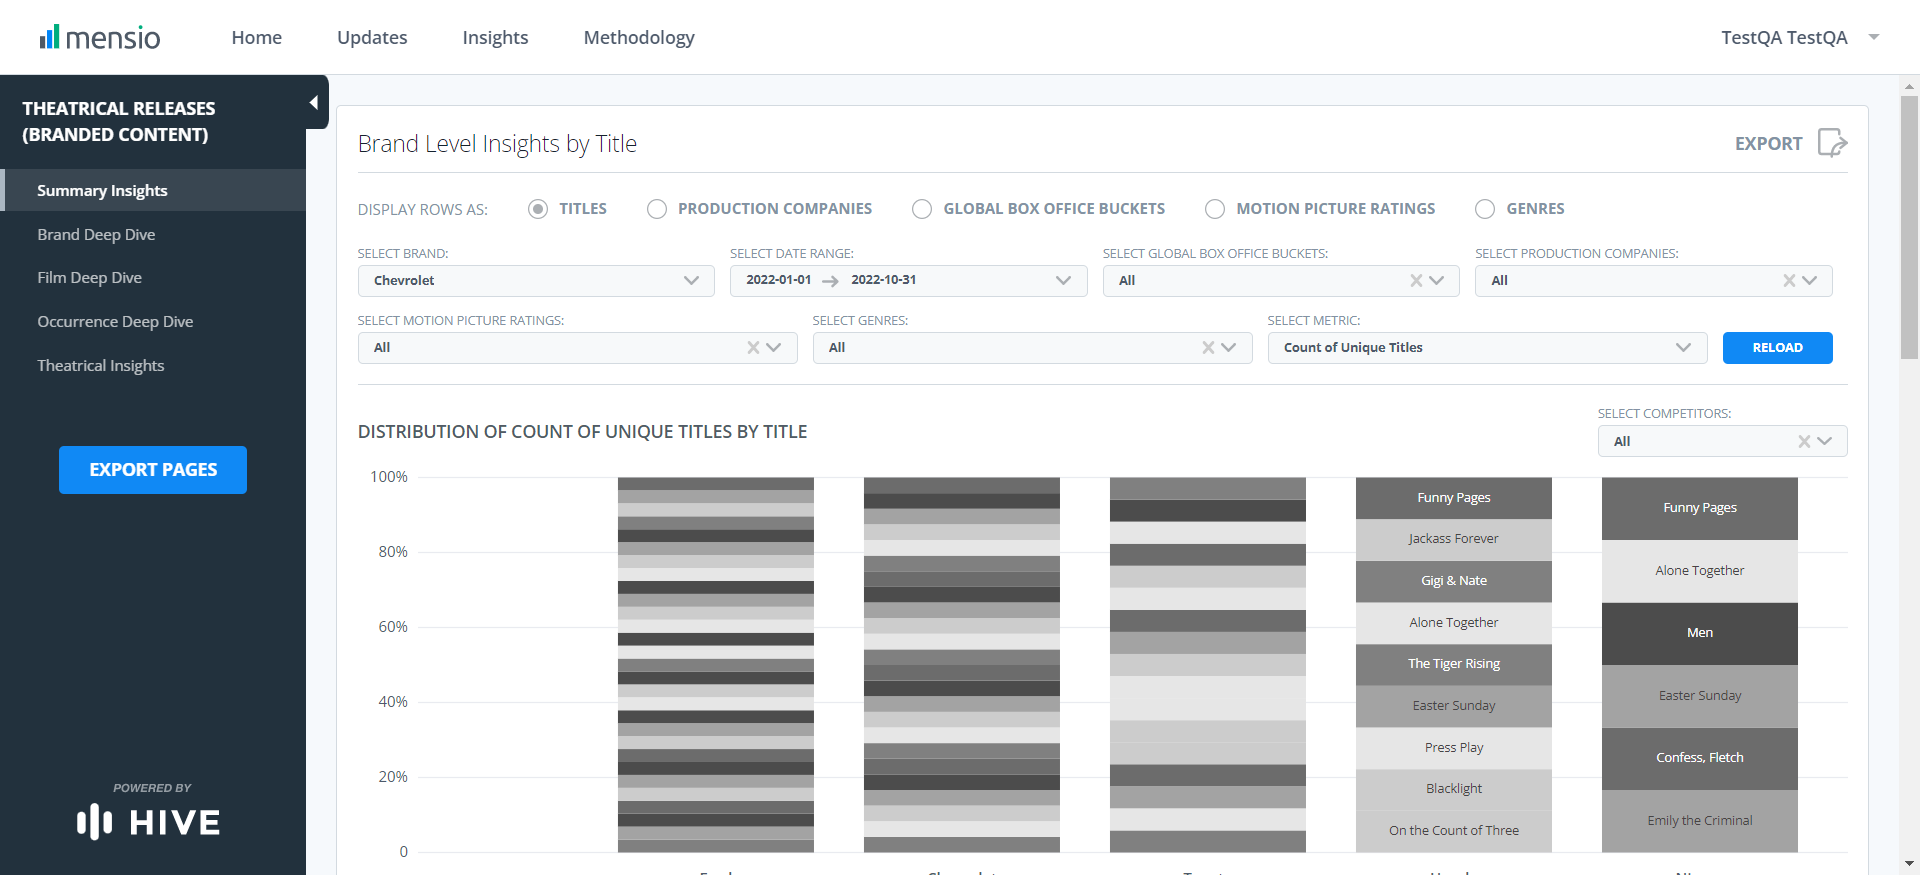 mensio
Home
Updates
Insights
Methodology
TestQA TestQA
THEATRICAL RELEASES
(BRANDED CONTENT)
Summary Insights
Brand Deep Dive
Film Deep Dive
Occurrence Deep Dive
Theatrical Insights
EXPORT PAGES
POWERED BY
HIVE
Brand Level Insights by Title
EXPORT
DISPLAY ROWS AS:
TITLES
PRODUCTION COMPANIES
GLOBAL BOX OFFICE BUCKETS
MOTION PICTURE RATINGS
GENRES
SELECT BRAND:
Chevrolet
SELECT DATE RANGE:
2022-01-01 → 2022-10-31
SELECT GLOBAL BOX OFFICE BUCKETS:
All
SELECT PRODUCTION COMPANIES:
All
SELECT MOTION PICTURE RATINGS:
All
SELECT GENRES:
All
SELECT METRIC:
Count of Unique Titles
RELOAD
DISTRIBUTION OF COUNT OF UNIQUE TITLES BY TITLE
SELECT COMPETITORS:
All
100%
80%
60%
40%
20%
0
Funny Pages
Jackass Forever
Gigi & Nate
Alone Together
The Tiger Rising
Easter Sunday
Press Play
Blacklight
On the Count of Three
Funny Pages
Alone Together
Men
Easter Sunday
Confess, Fletch
Emily the Criminal